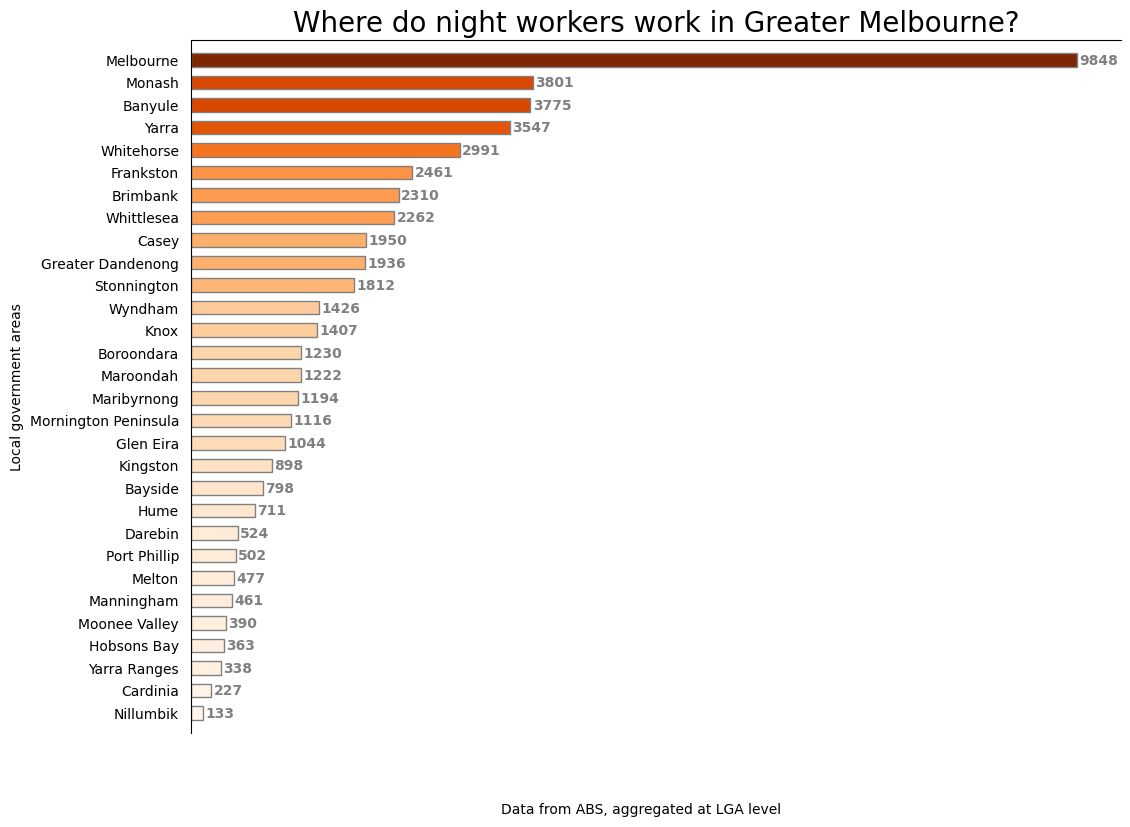 Where do night workers work in Greater Melbourne?
Melbourne 9848
Monash 3801
Banyule 3775
Yarra 3547
Whitehorse 2991
Frankston 2461
Brimbank 2310
Whittlesea 2262
Casey 1950
Greater Dandenong 1936
Stonnington 1812
Wyndham 1426
Knox 1407
Boroondara 1230
Maroondah 1222
Maribyrnong 1194
Mornington Peninsula 1116
Glen Eira 1044
Kingston 898
Bayside 798
Hume 711
Darebin 524
Port Phillip 502
Melton 477
Manningham 461
Moonee Valley 390
Hobsons Bay 363
Yarra Ranges 338
Cardinia 227
Nillumbik 133
Local government areas
Data from ABS, aggregated at LGA level